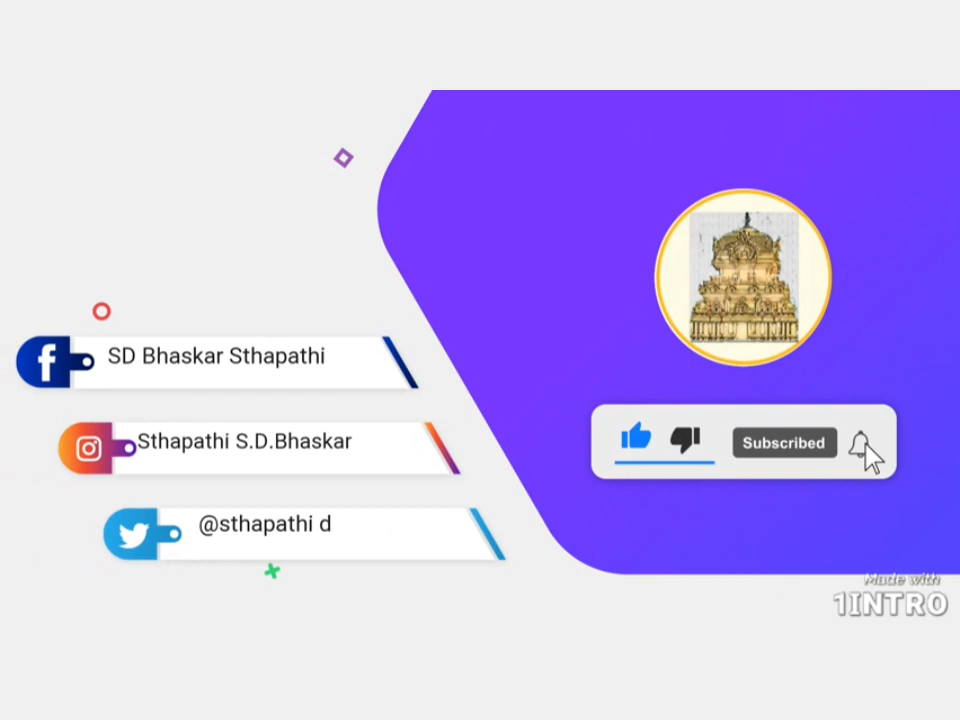 SD Bhaskar Sthapathi
Sthapathi S.D.Bhaskar
@sthapathi d
Subscribed
Made with
1INTRO